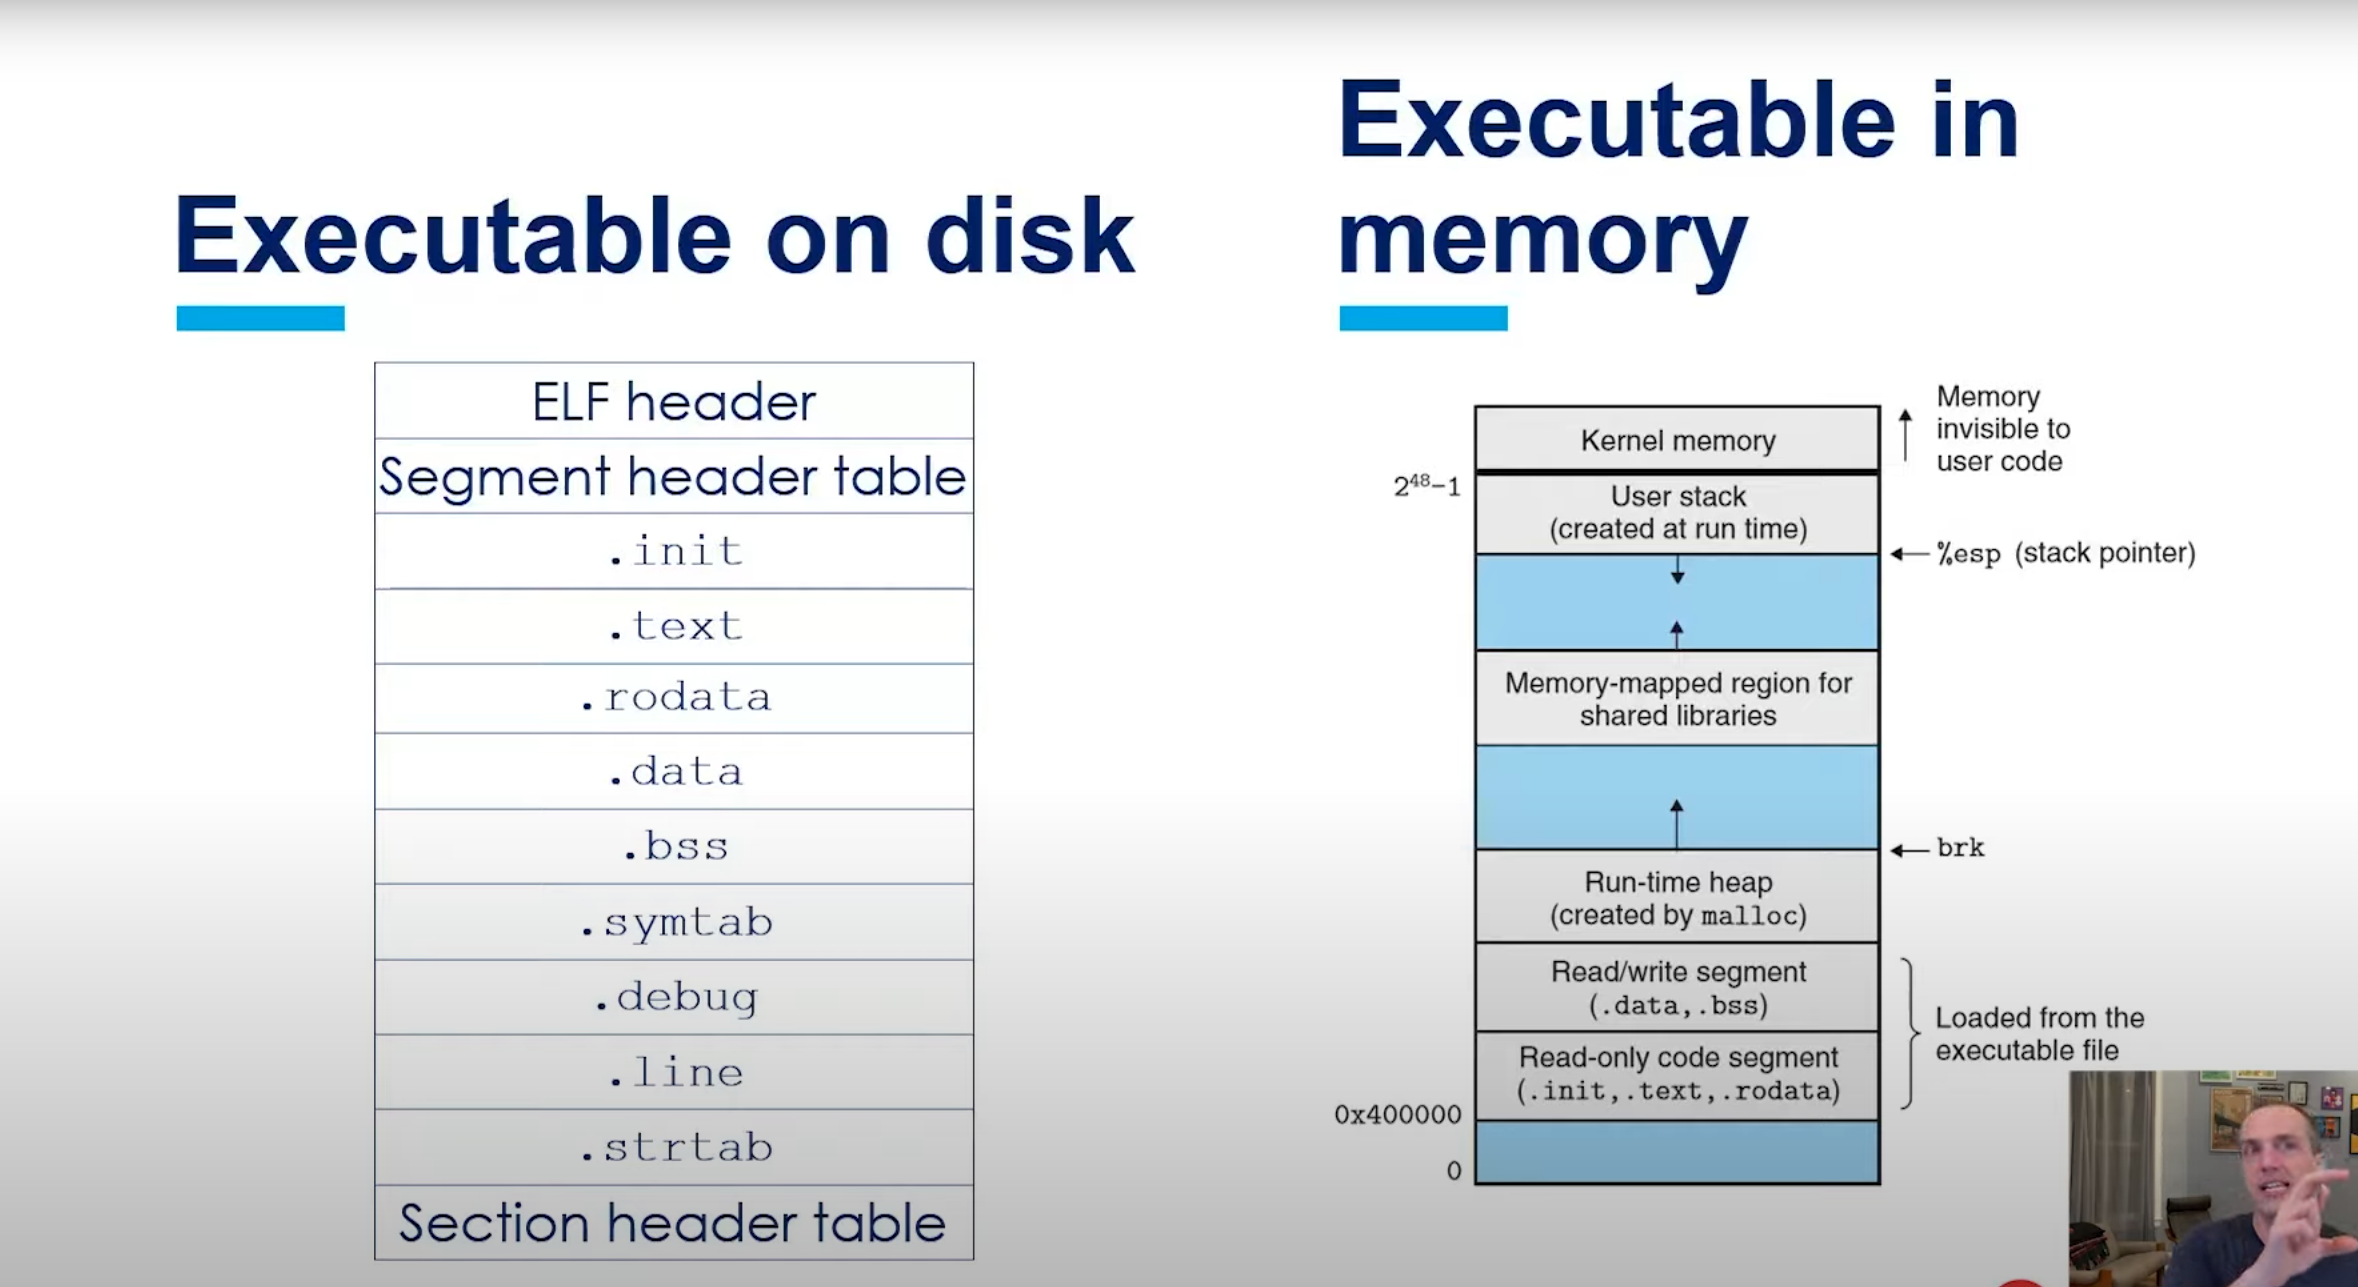 Executable on disk
ELF header
Segment header table
.init
.text
.rodata
.data
.bss
.symtab
.debug
.line
.strtab
Section header table
Executable in
memory
Kernel memory
Memory
invisible to
user code
2⁴⁸−1
User stack
(created at run time)
%esp (stack pointer)
Memory-mapped region for
shared libraries
brk
Run-time heap
(created by malloc)
Read/write segment
(.data,.bss)
Read-only code segment
(.init,.text,.rodata)
Loaded from the
executable file
0x400000
0